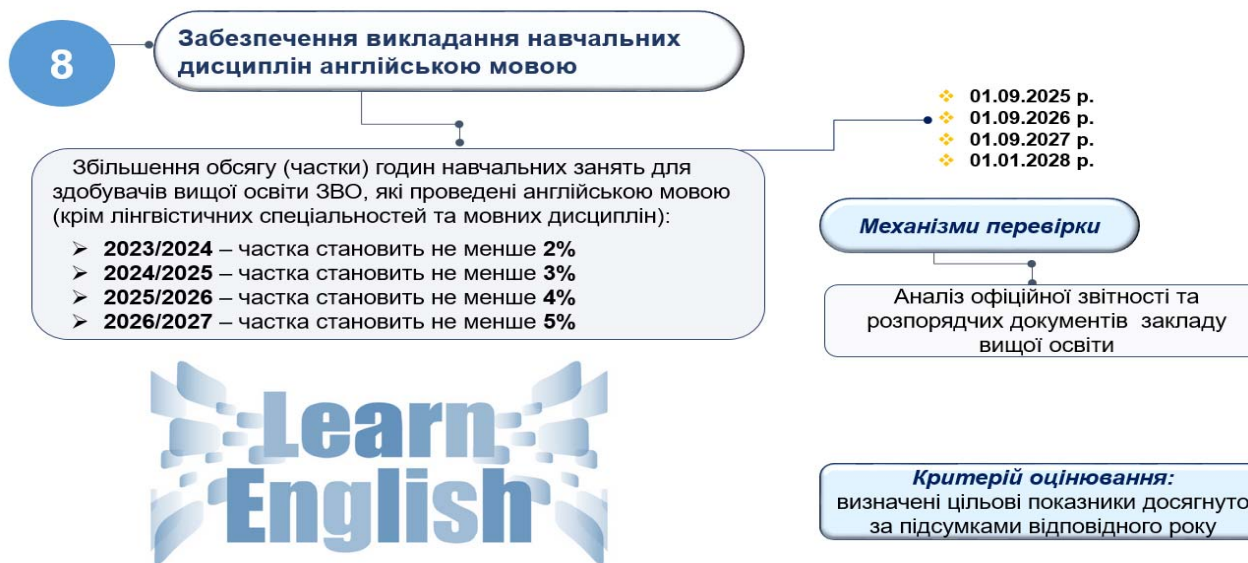 8
Забезпечення викладання навчальних
дисциплін англійською мовою
Збільшення обсягу (частки) годин навчальних занять для
здобувачів вищої освіти ЗВО, які проведені англійською мовою
(крім лінгвістичних спеціальностей та мовних дисциплін):
➢ 2023/2024 – частка становить не менше 2%
➢ 2024/2025 – частка становить не менше 3%
➢ 2025/2026 – частка становить не менше 4%
➢ 2026/2027 – частка становить не менше 5%
❖ 01.09.2025 р.
❖ 01.09.2026 р.
❖ 01.09.2027 р.
❖ 01.01.2028 р.
Механізми перевірки
Аналіз офіційної звітності та
розпорядчих документів закладу
вищої освіти
Learn
English
Критерій оцінювання:
визначені цільові показники досягнуто
за підсумками відповідного року